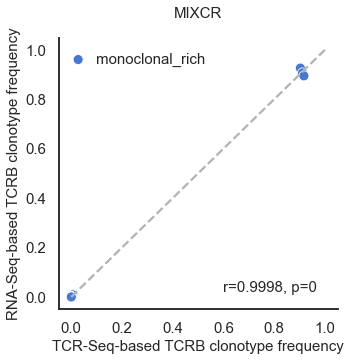 MIXCR
RNA-Seq-based TCRB clonotype frequency
1.0
0.8
0.6
0.4
0.2
0.0
monoclonal_rich
r=0.9998, p=0
0.0 0.2 0.4 0.6 0.8 1.0
TCR-Seq-based TCRB clonotype frequency